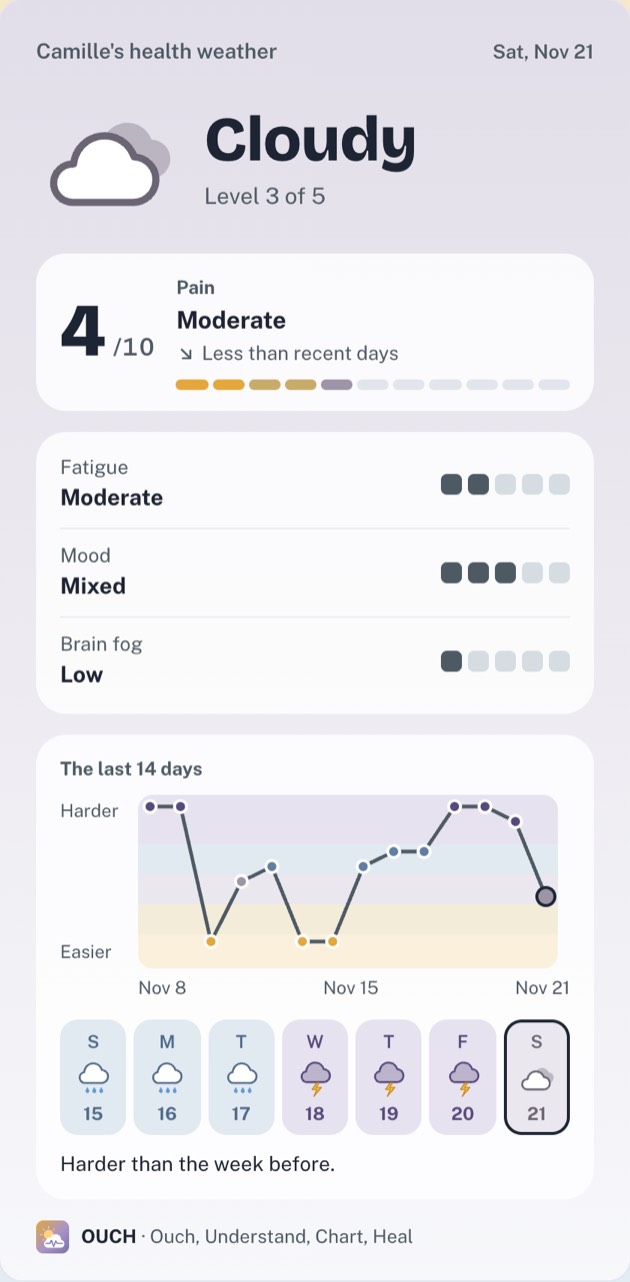 Camille's health weather
Sat, Nov 21
Cloudy
Level 3 of 5
Pain
4 /10
Moderate
↘ Less than recent days
Fatigue
Moderate
Mood
Mixed
Brain fog
Low
The last 14 days
Harder
Easier
Nov 8 Nov 15 Nov 21
S M T W T F S
15 16 17 18 19 20 21
Harder than the week before.
OUCH · Ouch, Understand, Chart, Heal